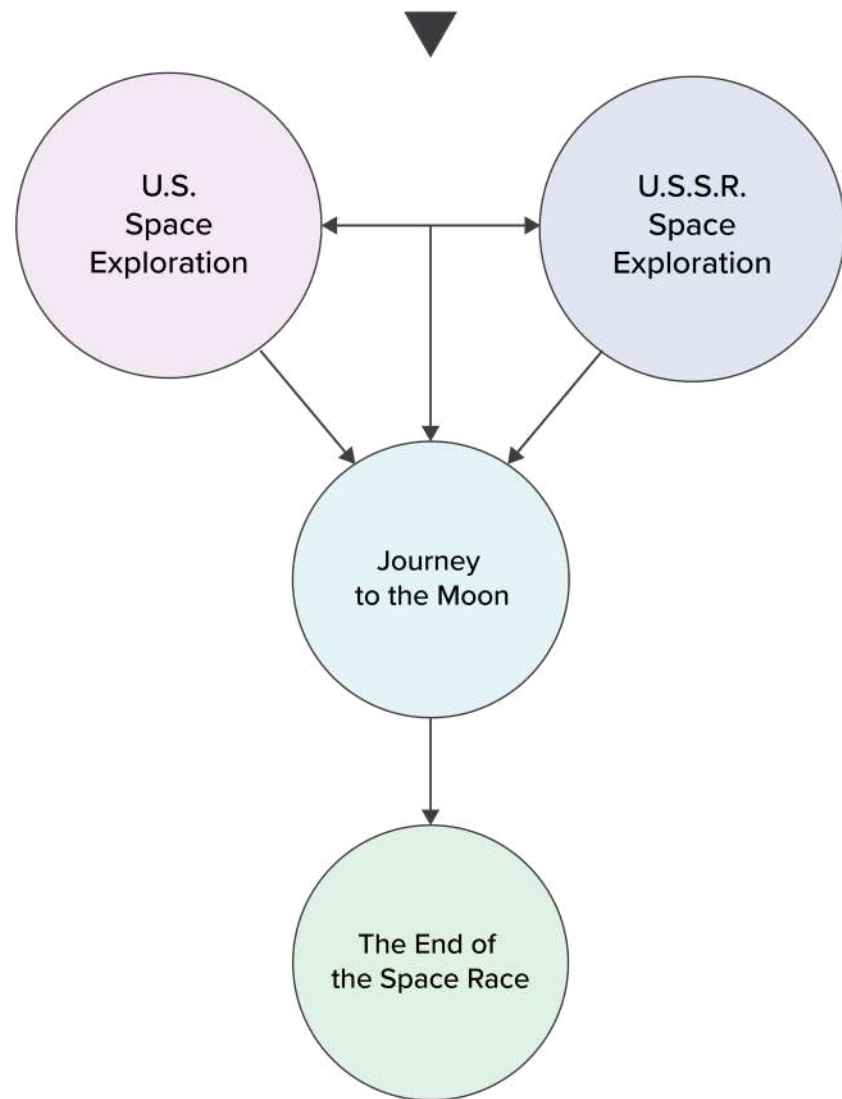 U.S.
Space
Exploration
U.S.S.R.
Space
Exploration
Journey
to the Moon
The End of
the Space Race